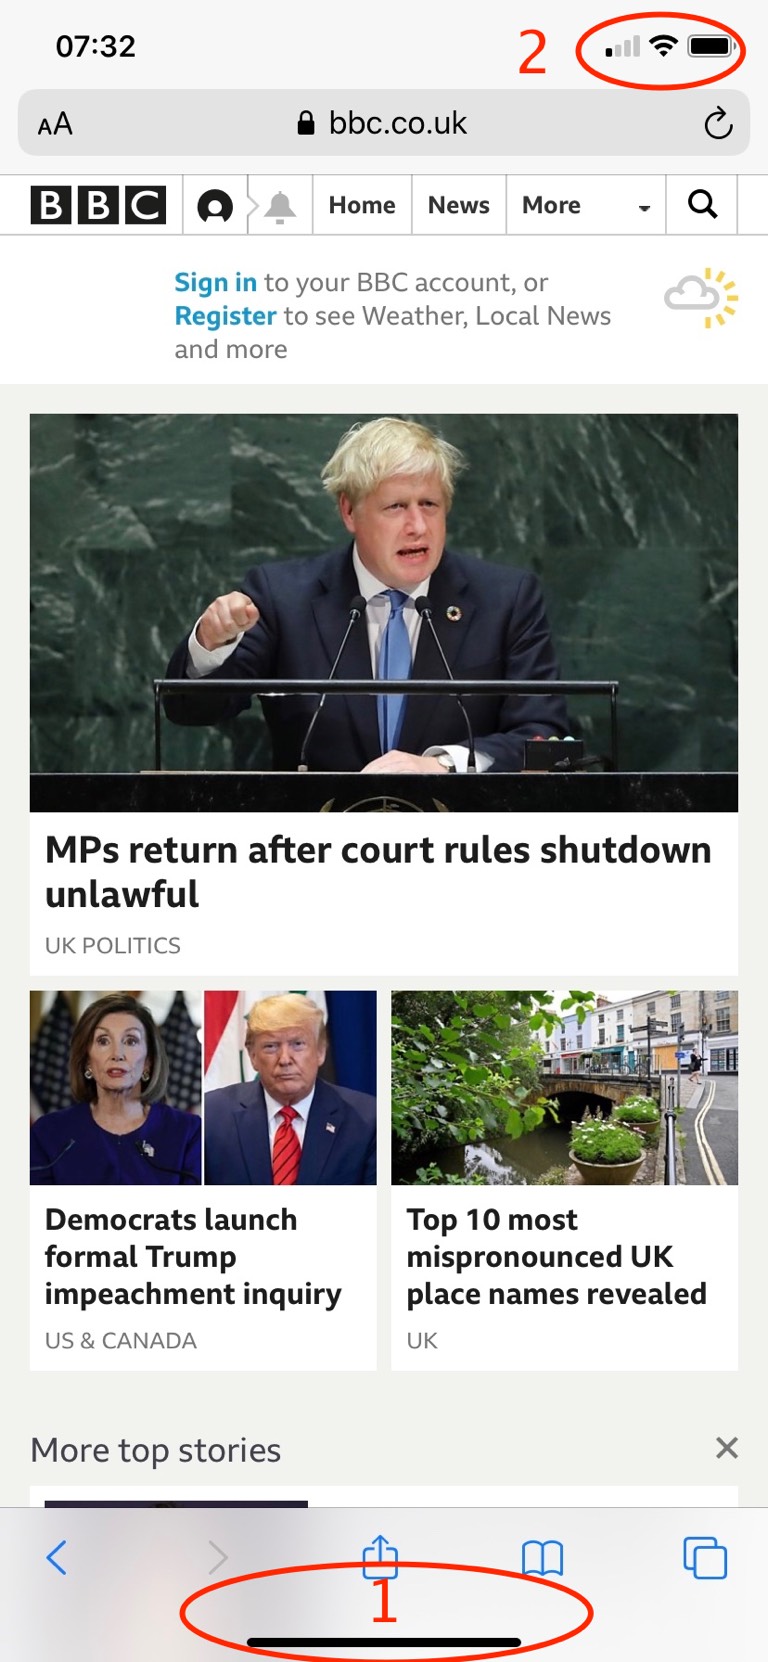 07:32
2
AA
bbc.co.uk
BBC
Home
News
More
Sign in to your BBC account, or
Register to see Weather, Local News
and more
MPs return after court rules shutdown
unlawful
UK POLITICS
Democrats launch
formal Trump
impeachment inquiry
US & CANADA
Top 10 most
mispronounced UK
place names revealed
UK
More top stories
1